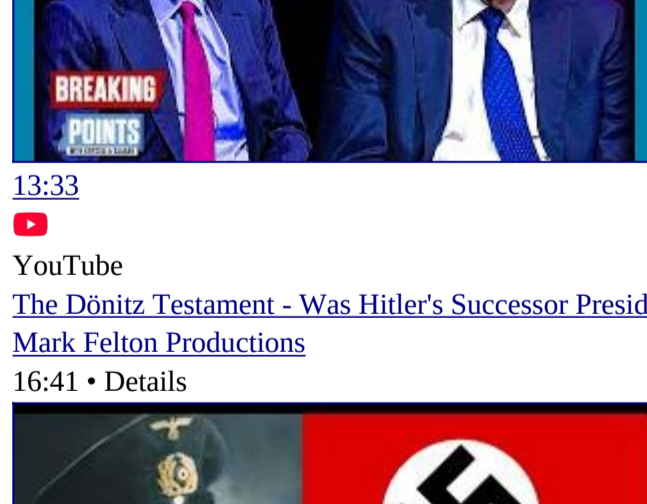 BREAKING
POINTS
13:33
YouTube
The Dönitz Testament - Was Hitler's Successor Presid
Mark Felton Productions
16:41 • Details